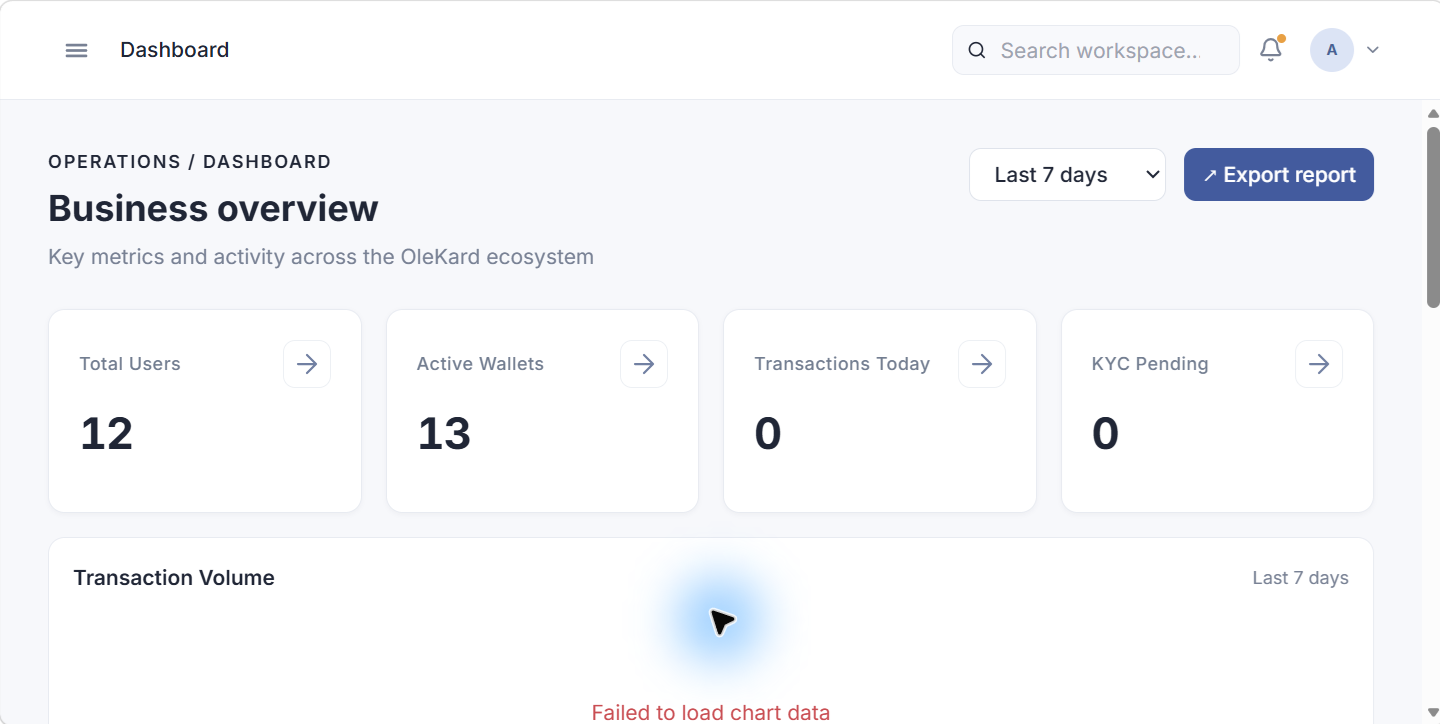 Dashboard
Search workspace...
A
OPERATIONS / DASHBOARD
Business overview
Key metrics and activity across the OleKard ecosystem
Last 7 days
↗ Export report
Total Users
12
Active Wallets
13
Transactions Today
0
KYC Pending
0
Transaction Volume
Last 7 days
Failed to load chart data